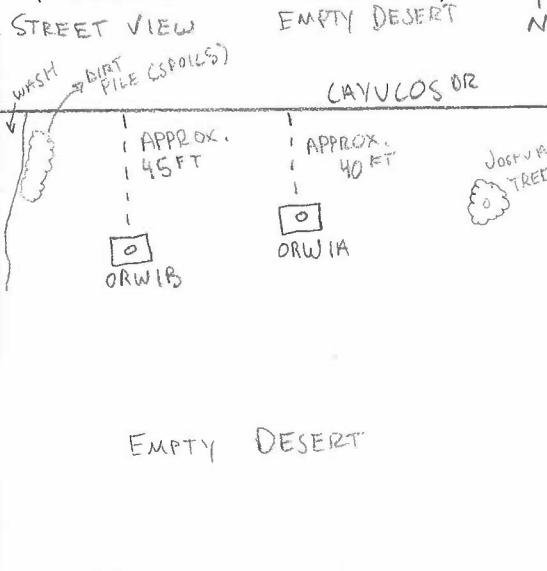 STREET VIEW
EMPTY DESERT
N
WASH
DIRT
PILE (SPOILS)
CAYUCOS DR
APPROX.
45 FT
APPROX.
40 FT
JOSHUA
TREE
ORW1B
ORW1A
EMPTY DESERT